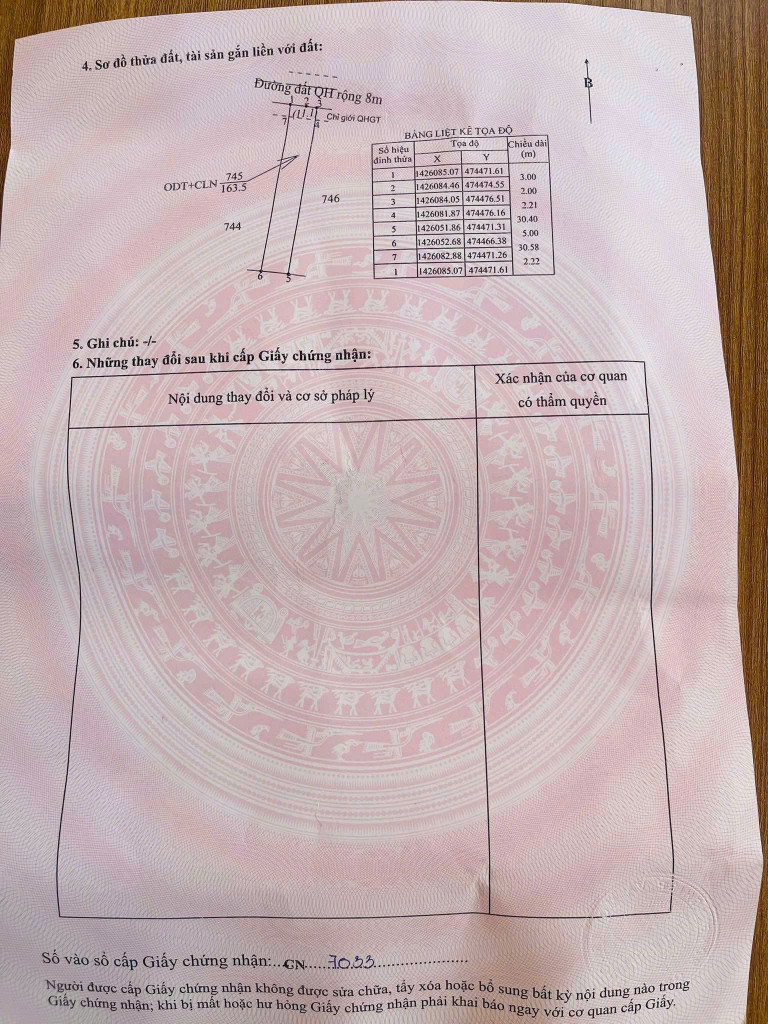 4. Sơ đồ thửa đất, tài sản gắn liền với đất:
Đường đất QH rộng 8m
B
2 3
Chỉ giới QHGT
7 (11.1) 4
745
ODT+CLN 163.5
746
744
6 5
BẢNG LIỆT KÊ TỌA ĐỘ
Số hiệu đỉnh thửa Tọa độ Chiều dài (m)
X Y
1 1426085.07 474471.61
3.00
2 1426084.46 474474.55
2.00
3 1426084.05 474476.51
2.21
4 1426081.87 474476.16
30.40
5 1426051.86 474471.31
5.00
6 1426052.68 474466.38
30.58
7 1426082.88 474471.26
2.22
1 1426085.07 474471.61
5. Ghi chú: -/-
6. Những thay đổi sau khi cấp Giấy chứng nhận:
Nội dung thay đổi và cơ sở pháp lý
Xác nhận của cơ quan
có thẩm quyền
Số vào sổ cấp Giấy chứng nhận:...CN.....7033.....................
Người được cấp Giấy chứng nhận không được sửa chữa, tẩy xóa hoặc bổ sung bất kỳ nội dung nào trong
Giấy chứng nhận; khi bị mất hoặc hư hỏng Giấy chứng nhận phải khai báo ngay với cơ quan cấp Giấy.